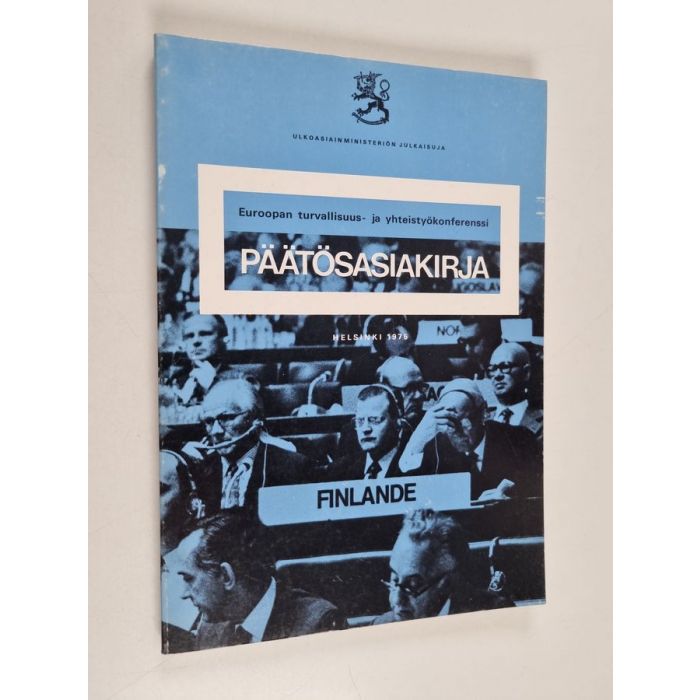 ULKOASIAINMINISTERIÖN JULKAISUJA
Euroopan turvallisuus- ja yhteistyökonferenssi
PÄÄTÖSASIAKIRJA
HELSINKI 1975
FINLANDE